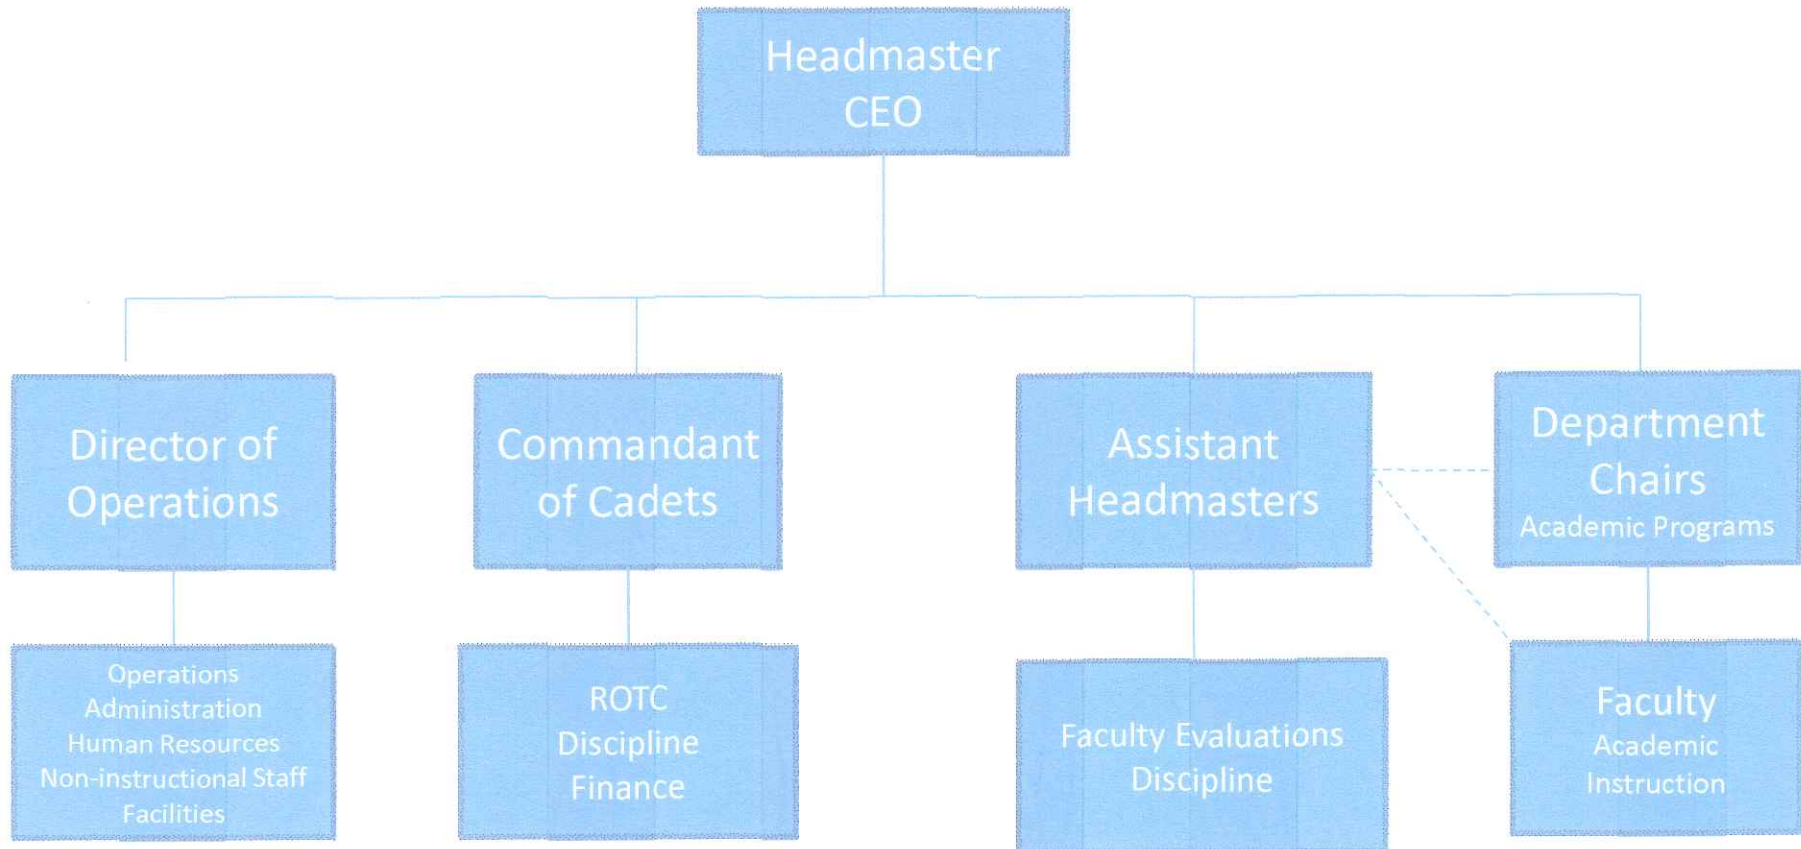 Headmaster
CEO
Director of
Operations
Commandant
of Cadets
Assistant
Headmasters
Department
Chairs
Academic Programs
Operations
Administration
Human Resources
Non-instructional Staff
Facilities
ROTC
Discipline
Finance
Faculty Evaluations
Discipline
Faculty
Academic
Instruction